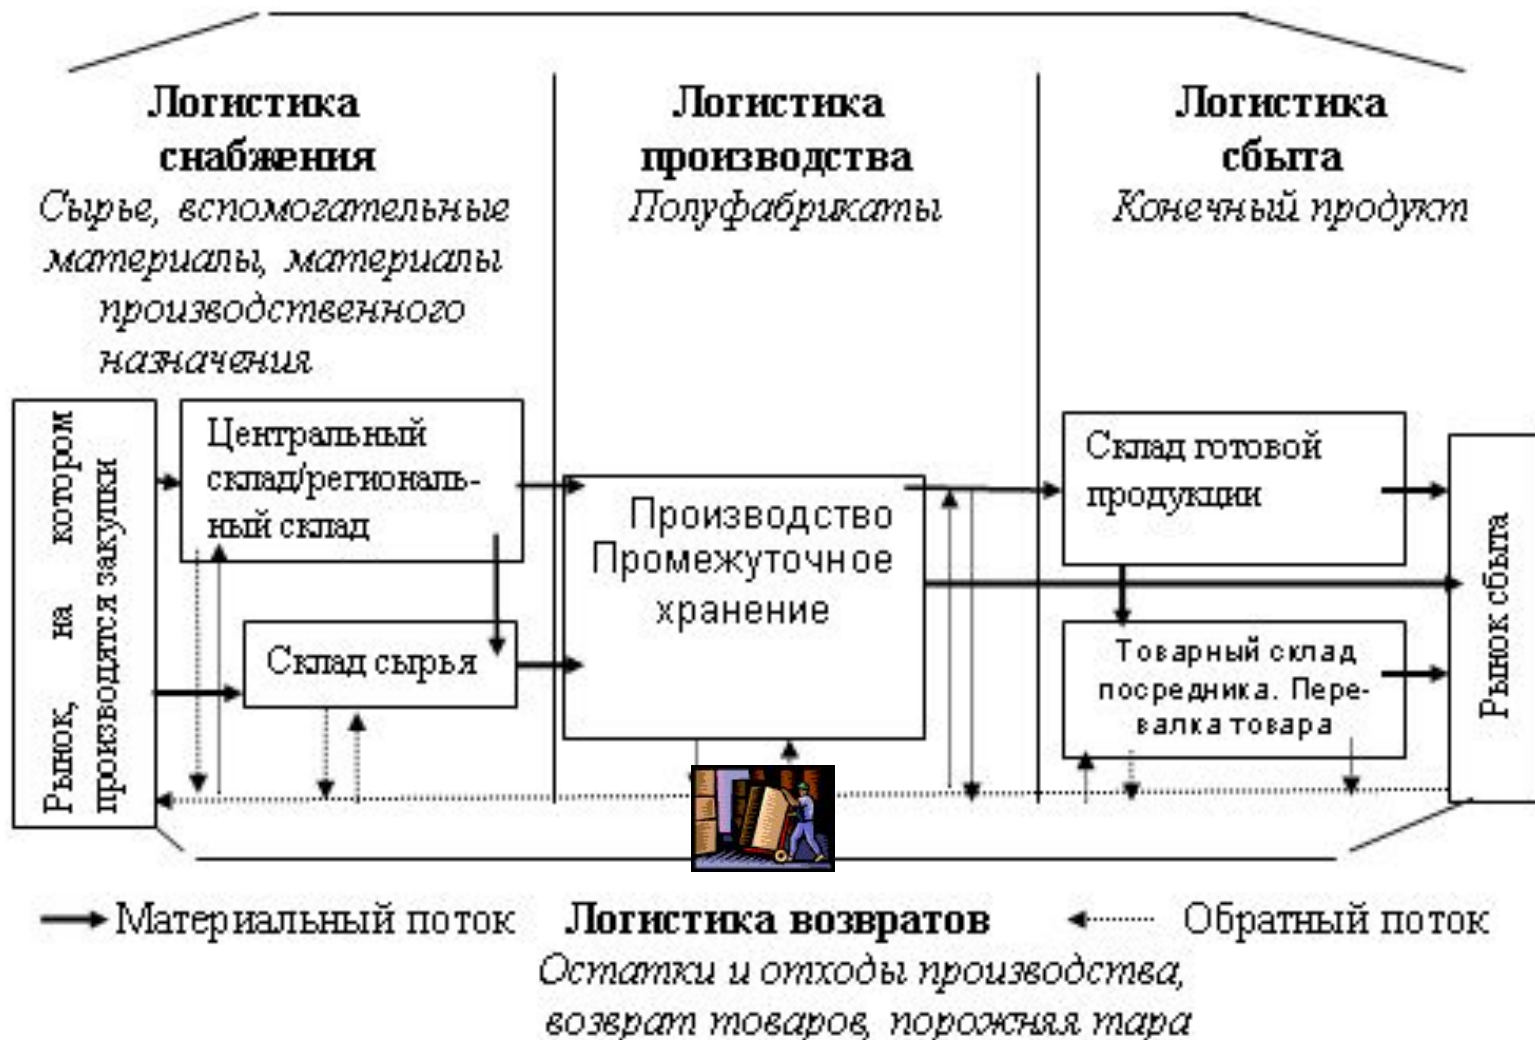 Логистика
снабжения
Сырье, вспомогательные
материалы, материалы
производственного
назначения
Логистика
производства
Полуфабрикаты
Логистика
сбыта
Конечный продукт
Рынок, на котором
производятся закупки
Центральный
склад/региональ-
ный склад
Склад сырья
Производство
Промежуточное
хранение
Склад готовой
продукции
Товарный склад
посредника. Пере-
валка товара
Рынок сбыта
Материальный поток
Логистика возвратов
Обратный поток
Остатки и отходы производства,
возврат товаров, порожняя тара